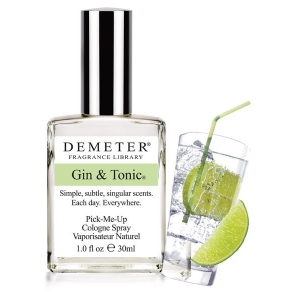 DEMETER®
FRAGRANCE LIBRARY
Gin & Tonic®
Simple, subtle, singular scents.
Each day. Everywhere.
Pick-Me-Up
Cologne Spray
Vaporisateur Naturel
1.0 fl oz ℮ 30ml